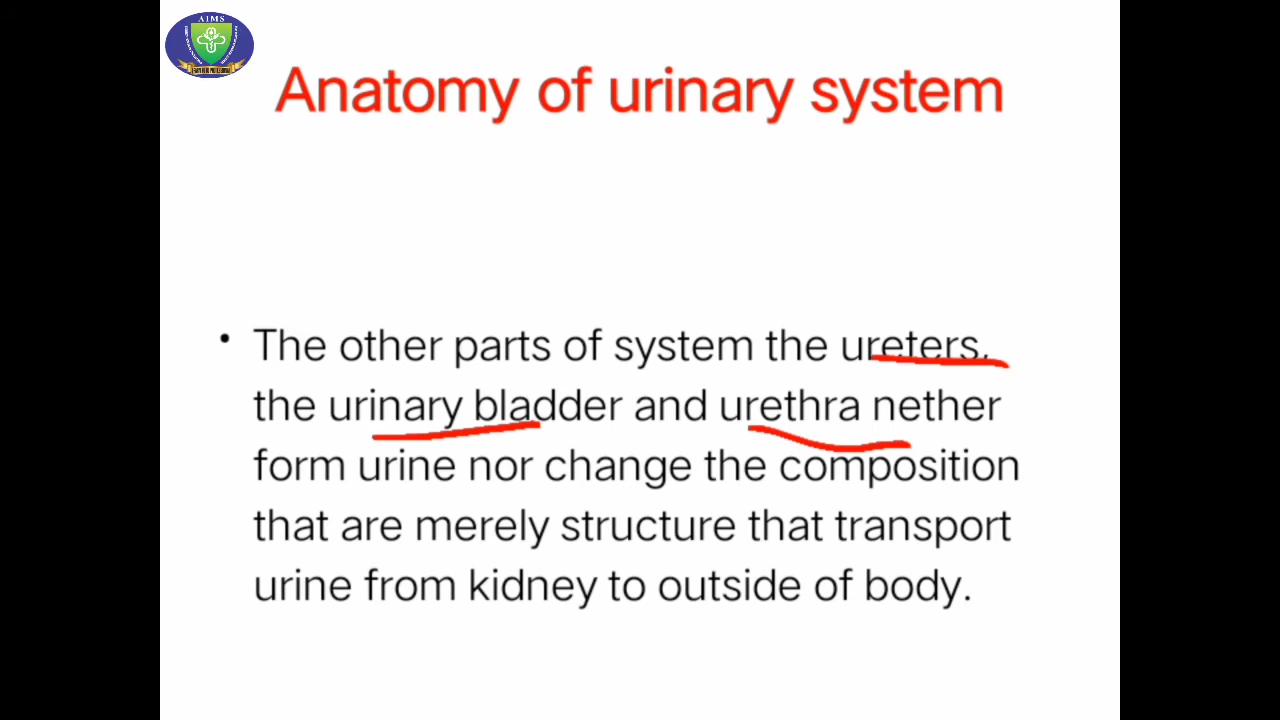 AIMS
Anatomy of urinary system
• The other parts of system the ureters,
the urinary bladder and urethra nether
form urine nor change the composition
that are merely structure that transport
urine from kidney to outside of body.